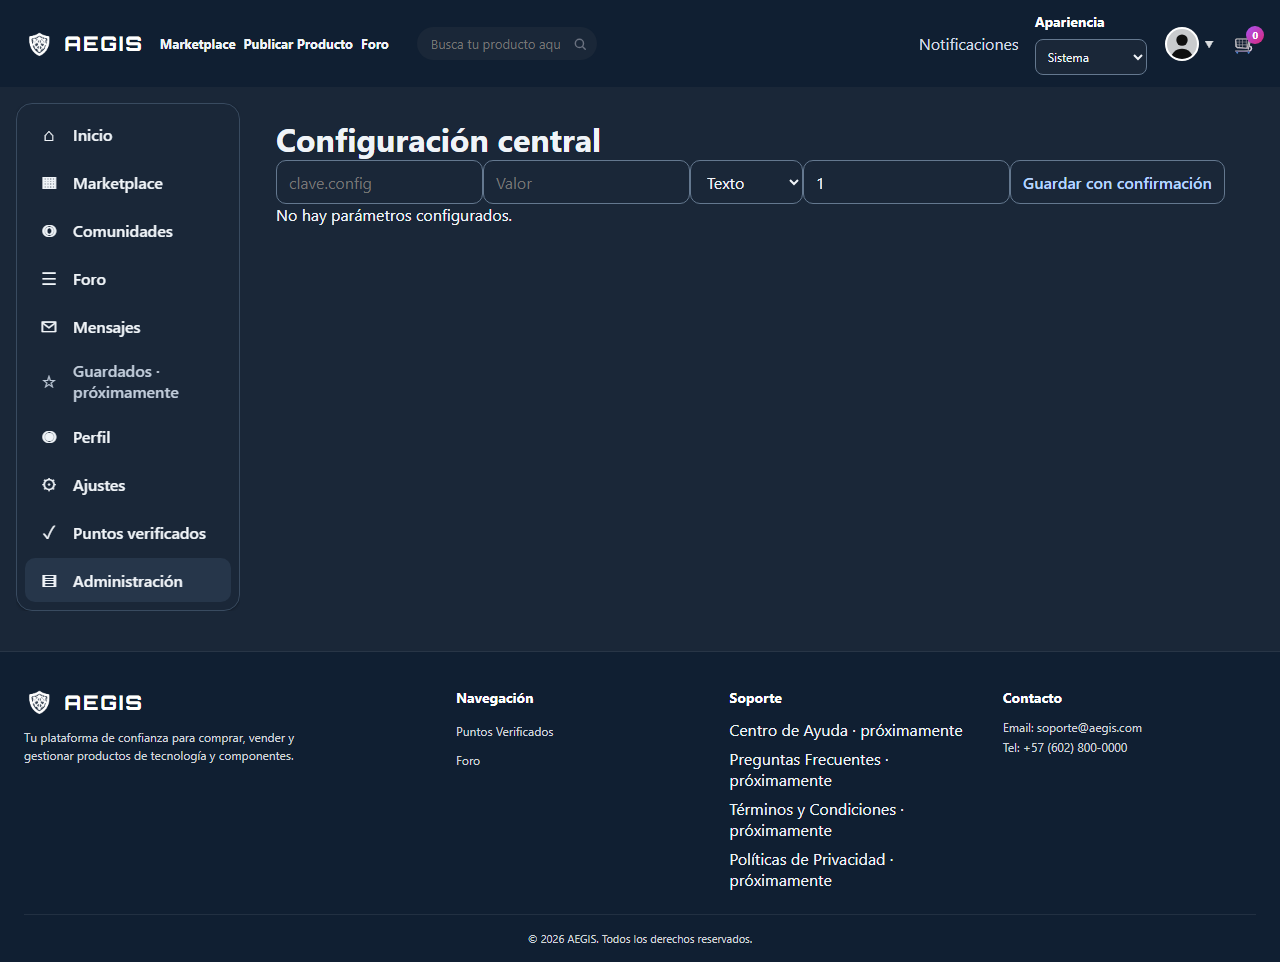 AEGIS
Marketplace Publicar Producto Foro
Busca tu producto aqu
Notificaciones
Apariencia
Sistema
0
Inicio
Marketplace
Comunidades
Foro
Mensajes
Guardados ·
próximamente
Perfil
Ajustes
Puntos verificados
Administración
Configuración central
clave.config
Valor
Texto
1
Guardar con confirmación
No hay parámetros configurados.
AEGIS
Tu plataforma de confianza para comprar, vender y
gestionar productos de tecnología y componentes.
Navegación
Puntos Verificados
Foro
Soporte
Centro de Ayuda · próximamente
Preguntas Frecuentes ·
próximamente
Términos y Condiciones ·
próximamente
Políticas de Privacidad ·
próximamente
Contacto
Email: soporte@aegis.com
Tel: +57 (602) 800-0000
© 2026 AEGIS. Todos los derechos reservados.